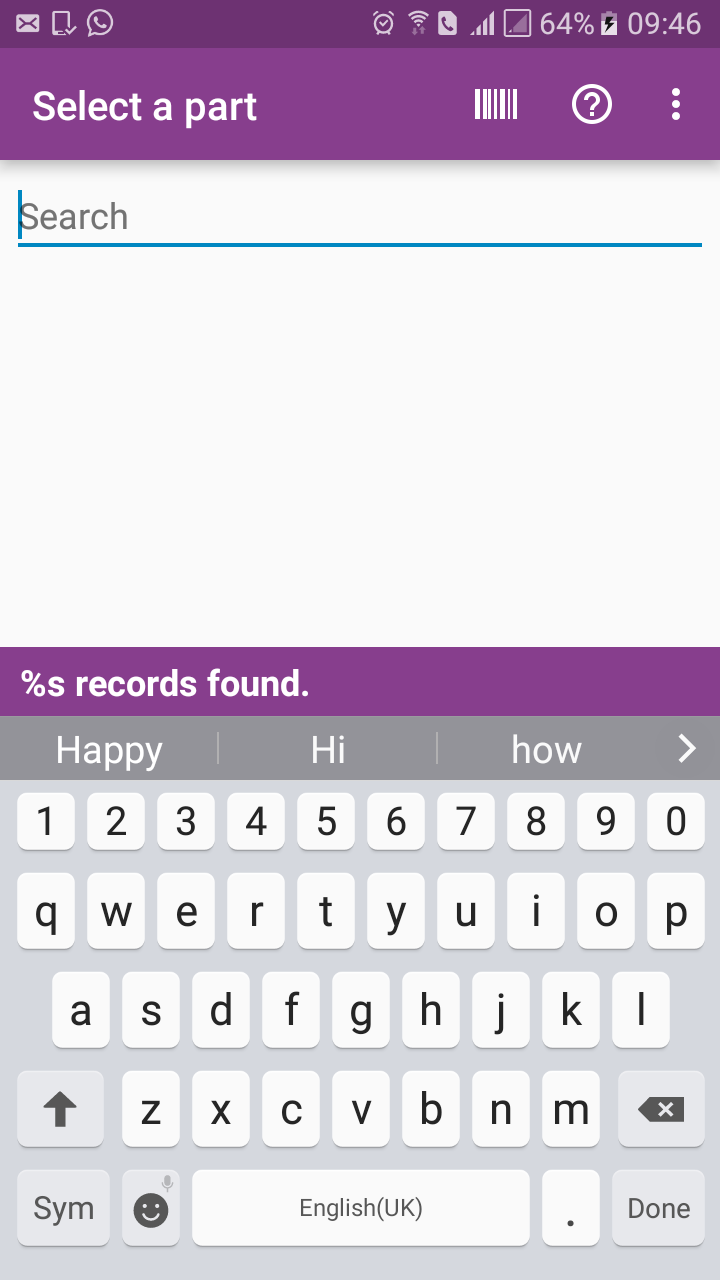 64% 09:46
Select a part
Search
%s records found.
Happy Hi how
1 2 3 4 5 6 7 8 9 0
q w e r t y u i o p
a s d f g h j k l
z x c v b n m
Sym English(UK) . Done